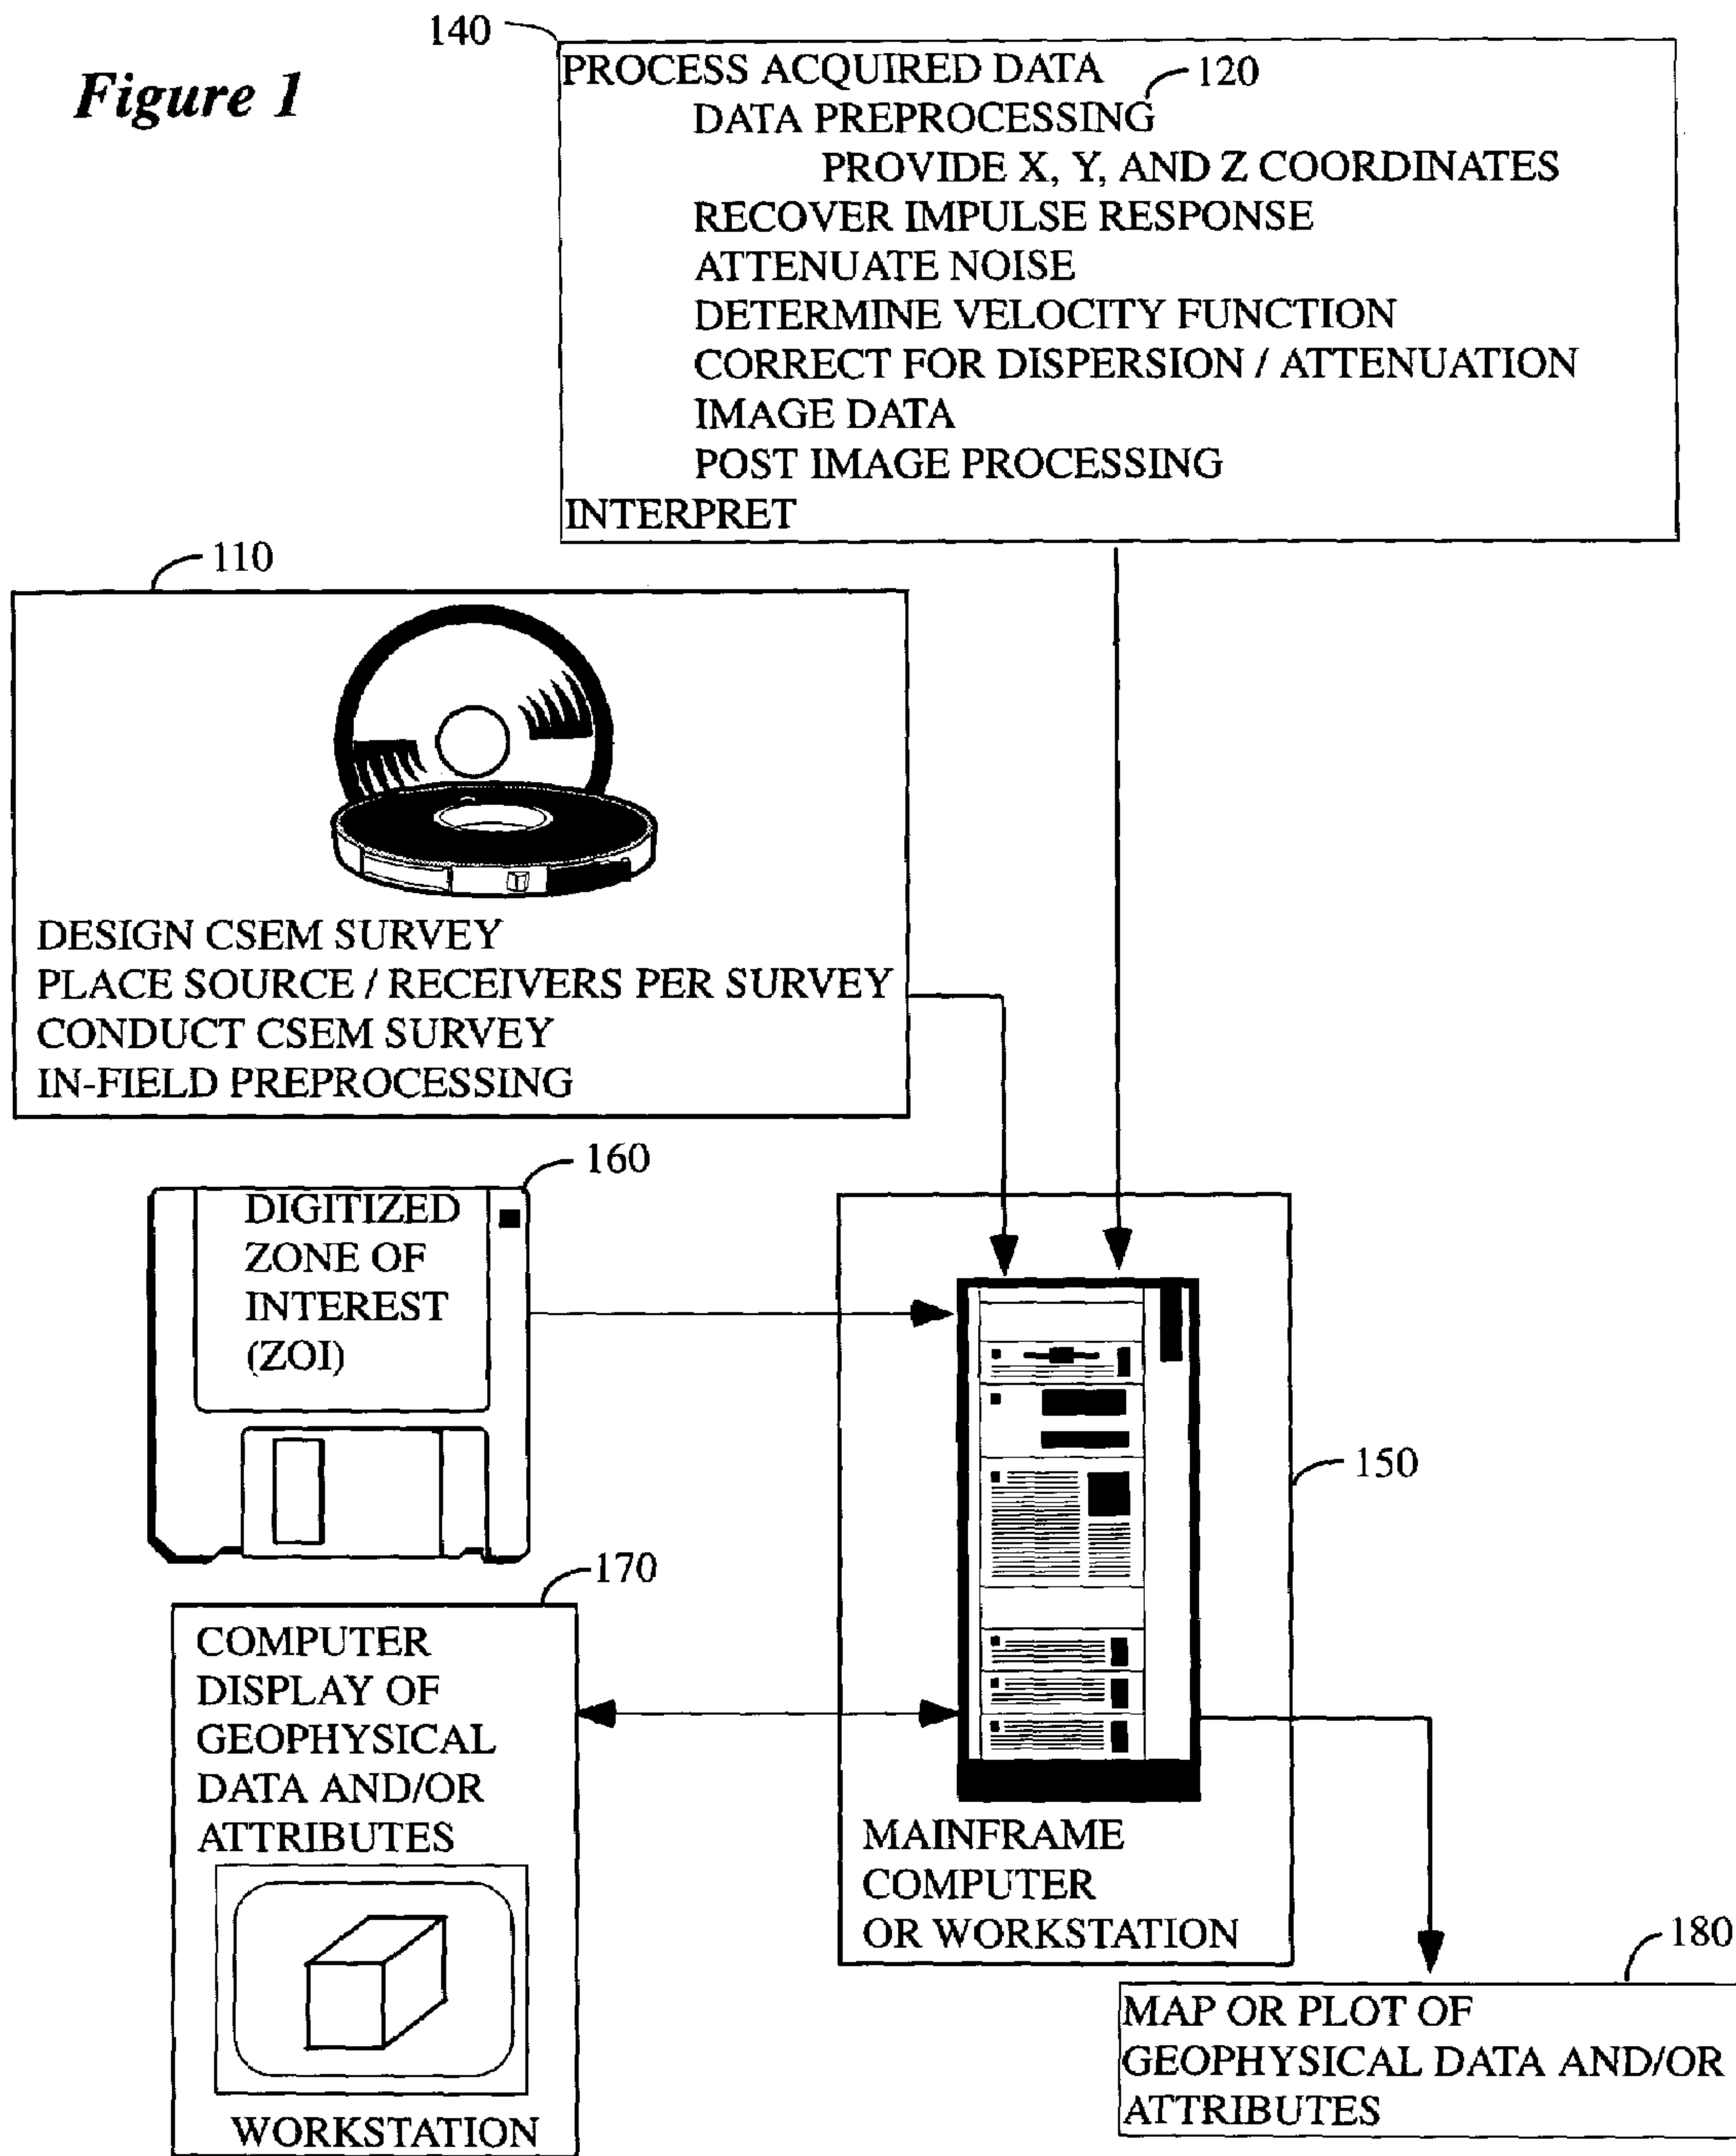 Figure 1
140
PROCESS ACQUIRED DATA
120
DATA PREPROCESSING
PROVIDE X, Y, AND Z COORDINATES
RECOVER IMPULSE RESPONSE
ATTENUATE NOISE
DETERMINE VELOCITY FUNCTION
CORRECT FOR DISPERSION / ATTENUATION
IMAGE DATA
POST IMAGE PROCESSING
INTERPRET
110
DESIGN CSEM SURVEY
PLACE SOURCE / RECEIVERS PER SURVEY
CONDUCT CSEM SURVEY
IN-FIELD PREPROCESSING
160
DIGITIZED
ZONE OF
INTEREST
(ZOI)
150
MAINFRAME
COMPUTER
OR WORKSTATION
170
COMPUTER
DISPLAY OF
GEOPHYSICAL
DATA AND/OR
ATTRIBUTES
WORKSTATION
180
MAP OR PLOT OF
GEOPHYSICAL DATA AND/OR
ATTRIBUTES